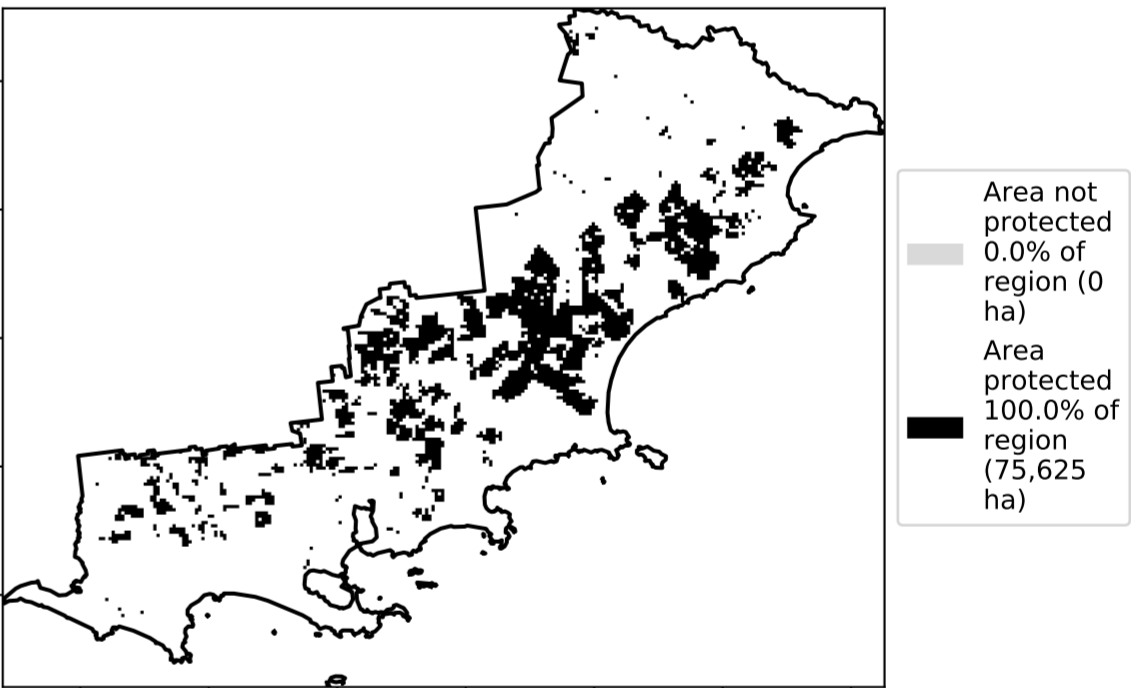 Area not
protected
0.0% of
region (0
ha)
Area
protected
100.0% of
region
(75,625
ha)